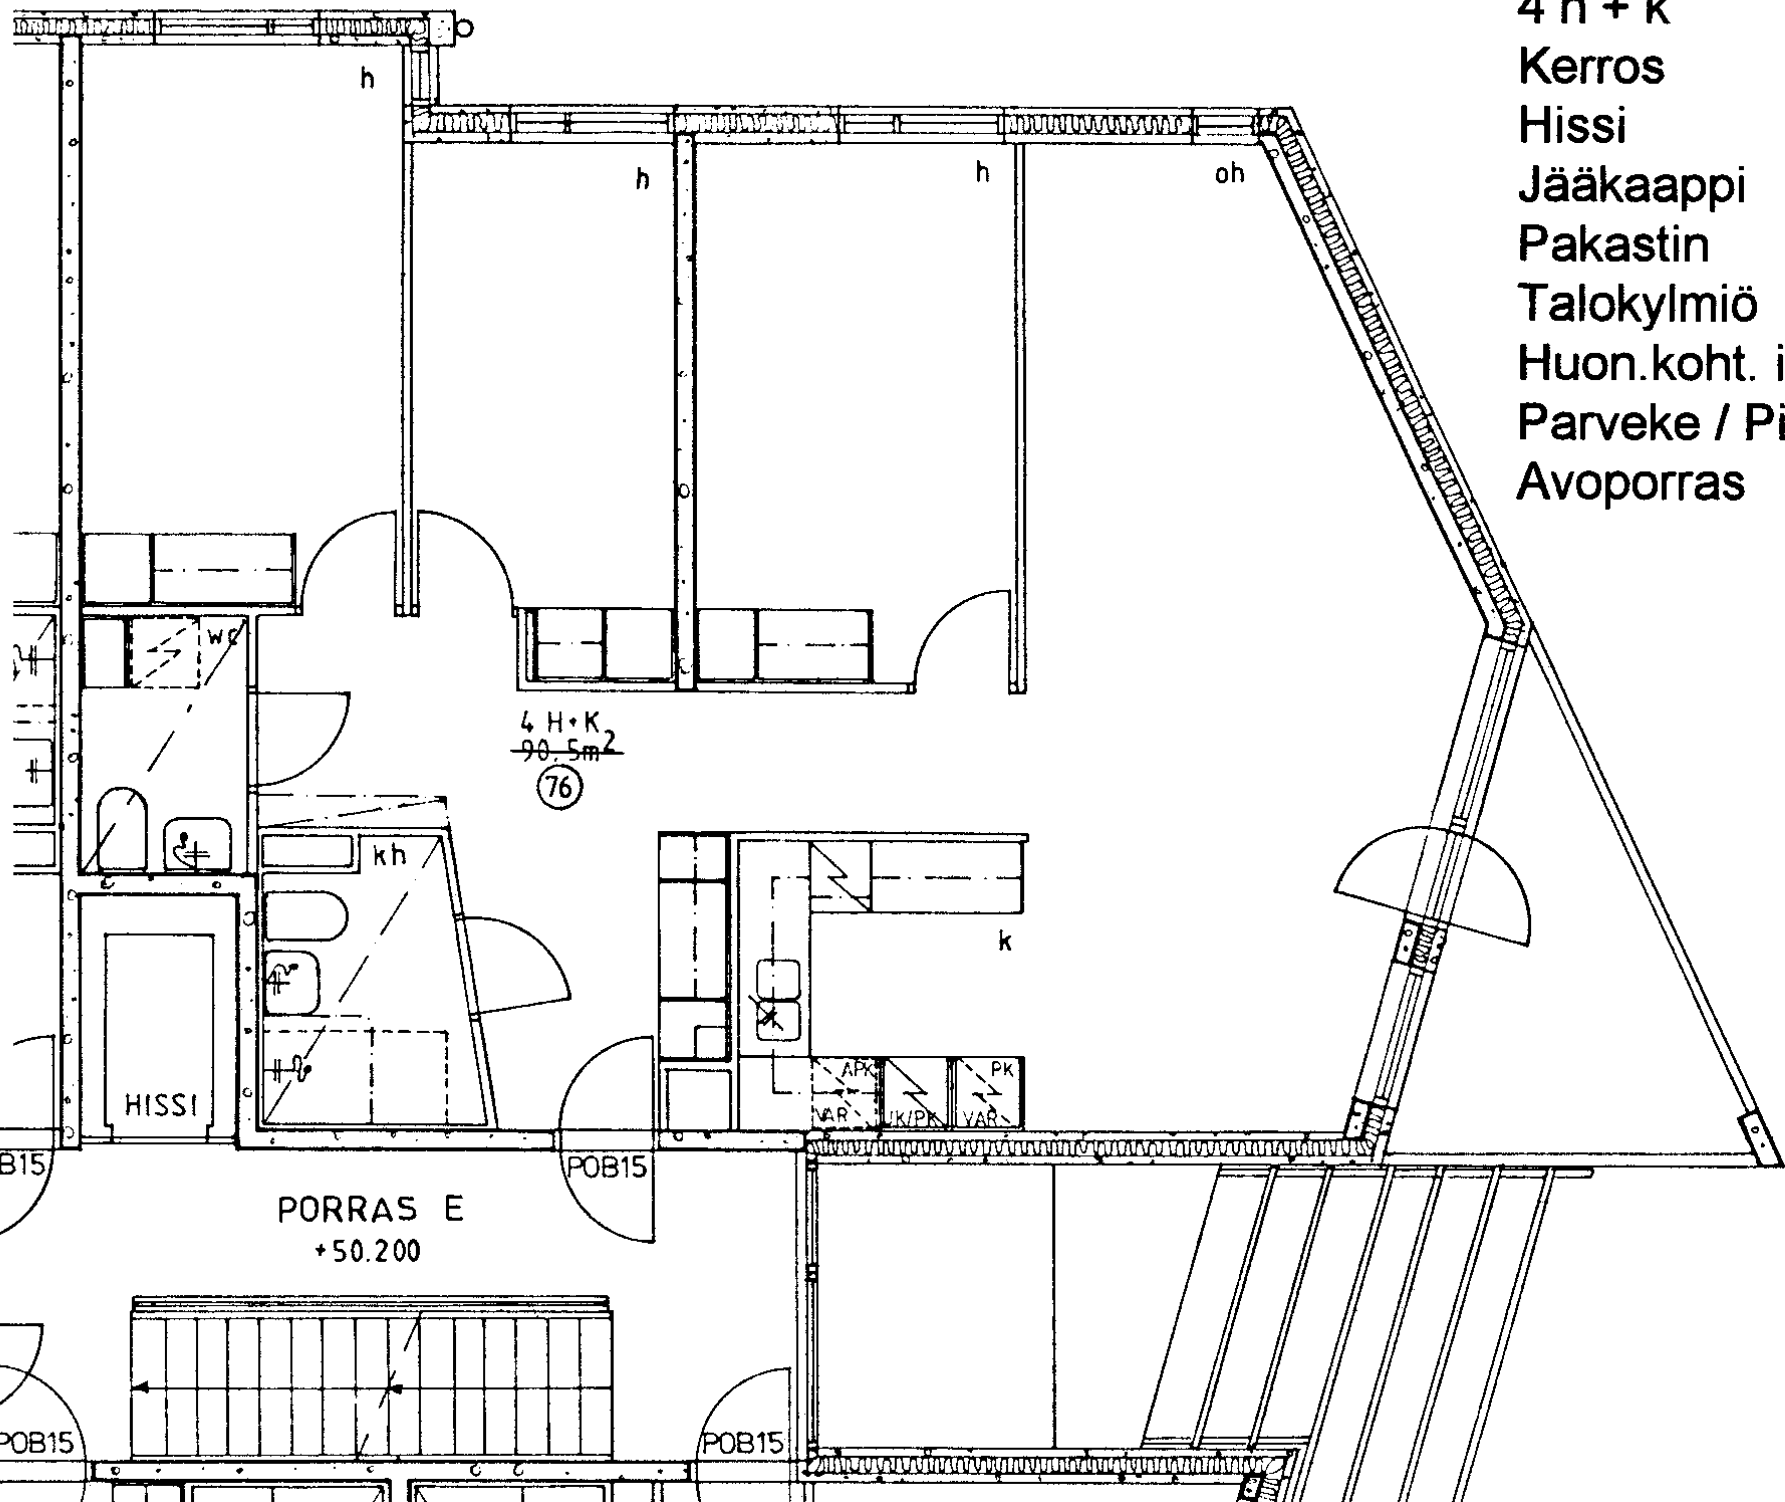 4 h + k
Kerros
Hissi
Jääkaappi
Pakastin
Talokylmiö
Huon.koht. i
Parveke / Pi
Avoporras
h
h
h
oh
wc
4 H+K
90.5m2
76
kh
k
APK
VAR
JK/PK
PK
VAR
HISSI
B15
POB15
PORRAS E
+50.200
POB15
POB15